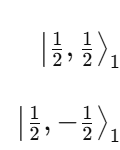 |1/2, 1/2⟩₁
|1/2, −1/2⟩₁